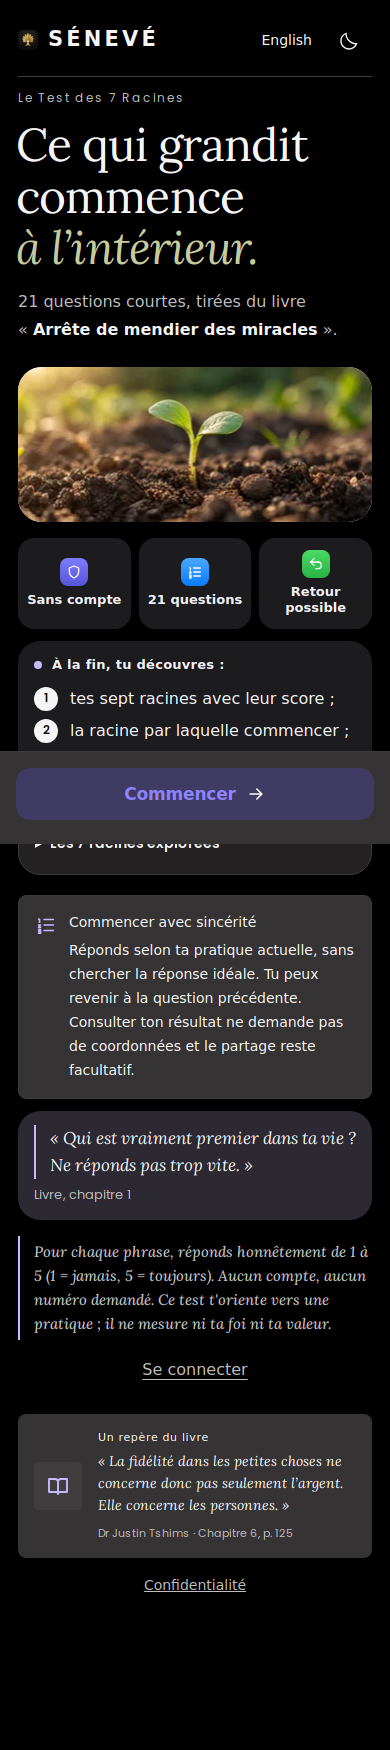 SÉNEVÉ
English
Le Test des 7 Racines
Ce qui grandit
commence
à l’intérieur.
21 questions courtes, tirées du livre
« Arrête de mendier des miracles ».
Sans compte
21 questions
Retour
possible
À la fin, tu découvres :
1 tes sept racines avec leur score ;
2 la racine par laquelle commencer ;
Commencer →
Les 7 racines explorées
Commencer avec sincérité
Réponds selon ta pratique actuelle, sans
chercher la réponse idéale. Tu peux
revenir à la question précédente.
Consulter ton résultat ne demande pas
de coordonnées et le partage reste
facultatif.
« Qui est vraiment premier dans ta vie ?
Ne réponds pas trop vite. »
Livre, chapitre 1
Pour chaque phrase, réponds honnêtement de 1 à
5 (1 = jamais, 5 = toujours). Aucun compte, aucun
numéro demandé. Ce test t'oriente vers une
pratique ; il ne mesure ni ta foi ni ta valeur.
Se connecter
Un repère du livre
« La fidélité dans les petites choses ne
concerne donc pas seulement l’argent.
Elle concerne les personnes. »
Dr Justin Tshims · Chapitre 6, p. 125
Confidentialité